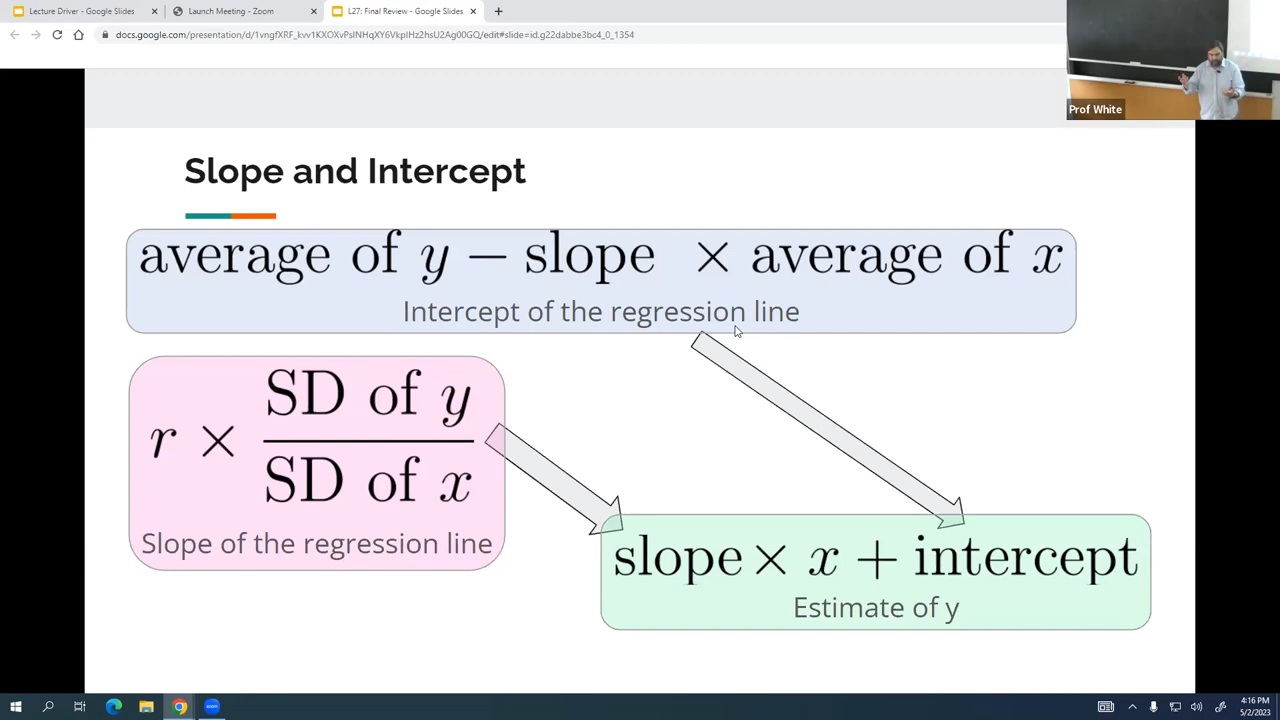 Lecture Driver - Google Slides
Launch Meeting - Zoom
L27: Final Review - Google Slides
docs.google.com/presentation/d/1vngfXRF_kvv1KXOXvPslNHqXY6VkpIHz2hsU2Ag00GQ/edit#slide=id.g22dabbe3bc4_0_1354
Prof White
Slope and Intercept
average of y − slope × average of x
Intercept of the regression line
r × SD of y / SD of x
Slope of the regression line
slope × x + intercept
Estimate of y
4:16 PM
5/2/2023